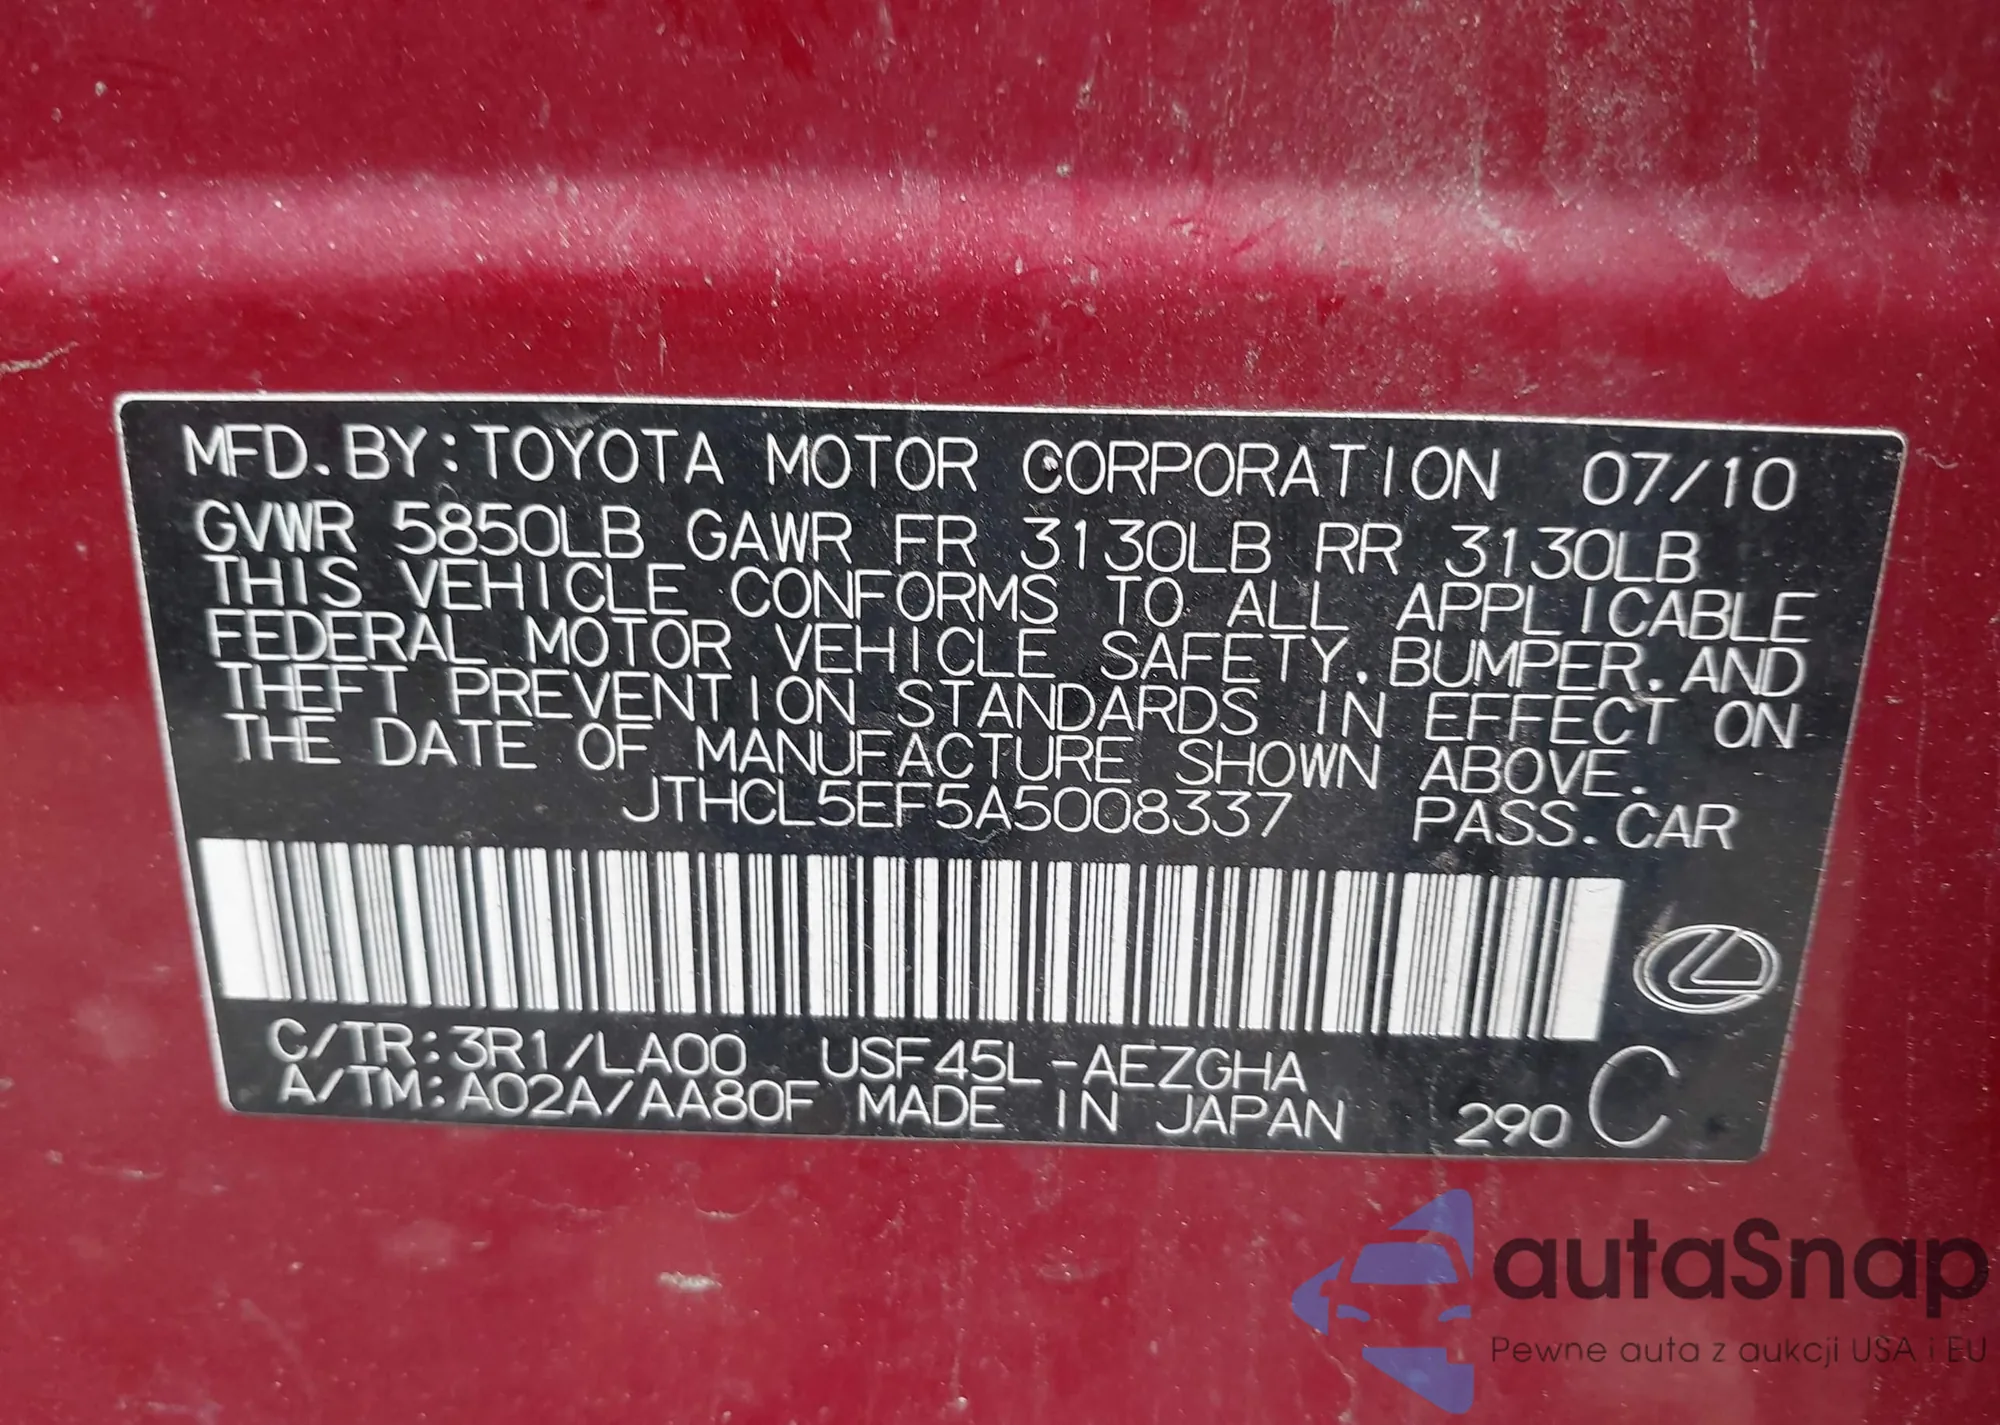 MFD.BY:TOYOTA MOTOR CORPORATION 07/10
GVWR 5850LB GAWR FR 3130LB RR 3130LB
THIS VEHICLE CONFORMS TO ALL APPLICABLE
FEDERAL MOTOR VEHICLE SAFETY.BUMPER.AND
THEFT PREVENTION STANDARDS IN EFFECT ON
THE DATE OF MANUFACTURE SHOWN ABOVE.
JTHCL5EF5A5008337 PASS.CAR
C/TR:3R1/LA00 USF45L-AEZGHA
A/TM:A02A/AA80F MADE IN JAPAN 290 C
autaSnap
Pewne auta z aukcji USA i EU